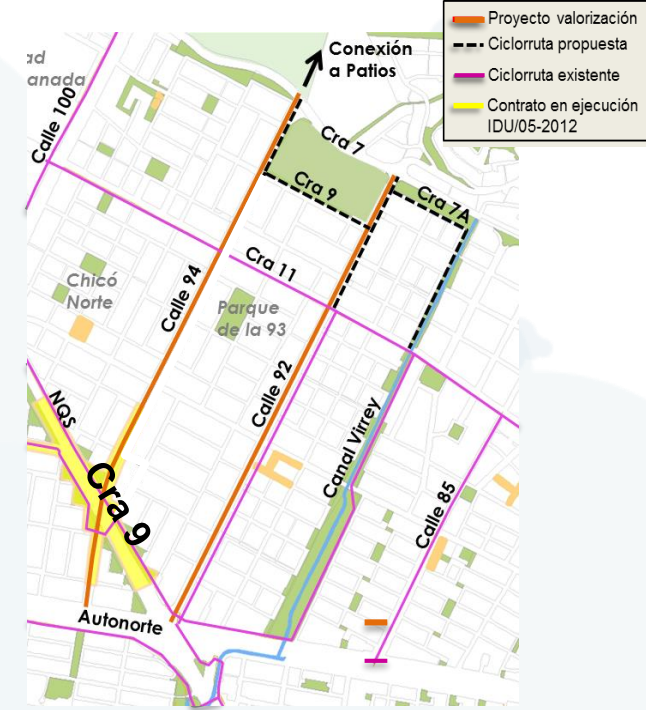 Proyecto valorización
Ciclorruta propuesta
Ciclorruta existente
Contrato en ejecución
IDU/05-2012
Conexión
a Patios
ad
anada
Calle 100
Cra 7
Cra 9
Cra 7A
Cra 11
Chicó
Norte
Calle 94
Parque
de la 93
Calle 92
NQS
Cra 9
Canal Virrey
Calle 85
Autonorte